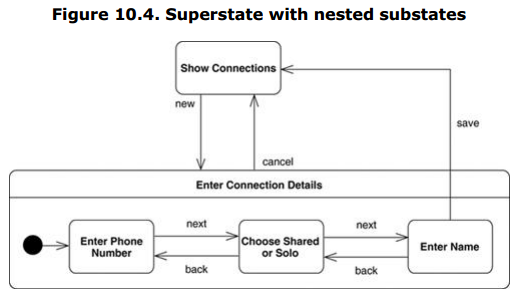 Figure 10.4. Superstate with nested substates
Show Connections
new
save
cancel
Enter Connection Details
Enter Phone
Number
next
back
Choose Shared
or Solo
next
back
Enter Name